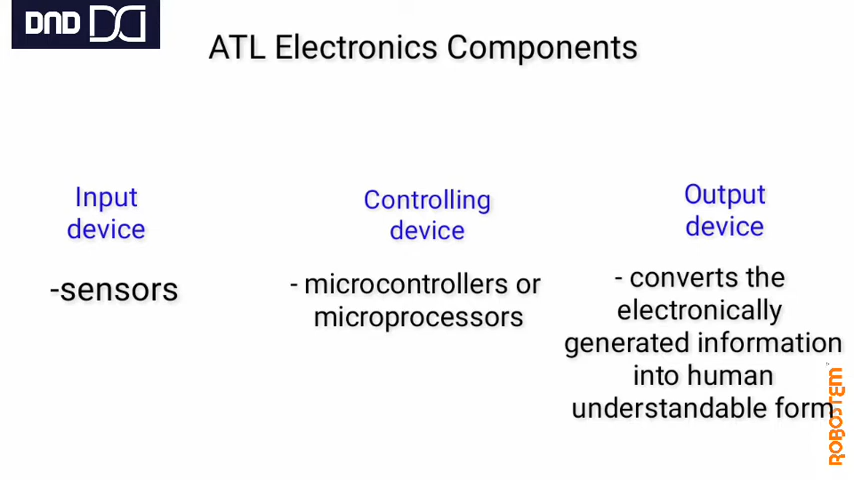 DND
ATL Electronics Components
Input
device
-sensors
Controlling
device
- microcontrollers or
microprocessors
Output
device
- converts the
electronically
generated information
into human
understandable form
ROBOSTEM